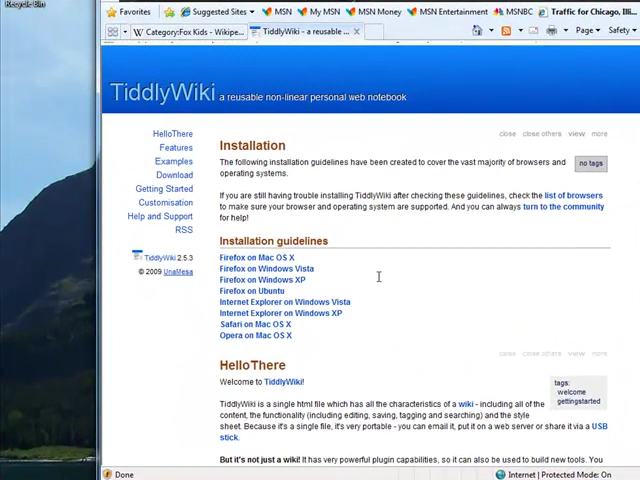 Recycle Bin
Favorites Suggested Sites MSN My MSN MSN Money MSN Entertainment MSNBC Traffic for Chicago, Illi...
Category:Fox Kids - Wikipe... TiddlyWiki - a reusable ... Page Safety
TiddlyWiki a reusable non-linear personal web notebook
HelloThere
Features
Examples
Download
Getting Started
Customisation
Help and Support
RSS
TiddlyWiki 2.5.3
© 2009 UnaMesa
close close others view more
Installation
no tags
The following installation guidelines have been created to cover the vast majority of browsers and
operating systems.
If you are still having trouble installing TiddlyWiki after checking these guidelines, check the list of browsers
to make sure your browser and operating system are supported. And you can always turn to the community
for help!
Installation guidelines
Firefox on Mac OS X
Firefox on Windows Vista
Firefox on Windows XP
Firefox on Ubuntu
Internet Explorer on Windows Vista
Internet Explorer on Windows XP
Safari on Mac OS X
Opera on Mac OS X
close close others view more
HelloThere
Welcome to TiddlyWiki!
tags:
welcome
gettingstarted
TiddlyWiki is a single html file which has all the characteristics of a wiki - including all of the
content, the functionality (including editing, saving, tagging and searching) and the style
sheet. Because it's a single file, it's very portable - you can email it, put it on a web server or share it via a USB
stick.
But it's not just a wiki! It has very powerful plugin capabilities, so it can also be used to build new tools. You
Done Internet | Protected Mode: On